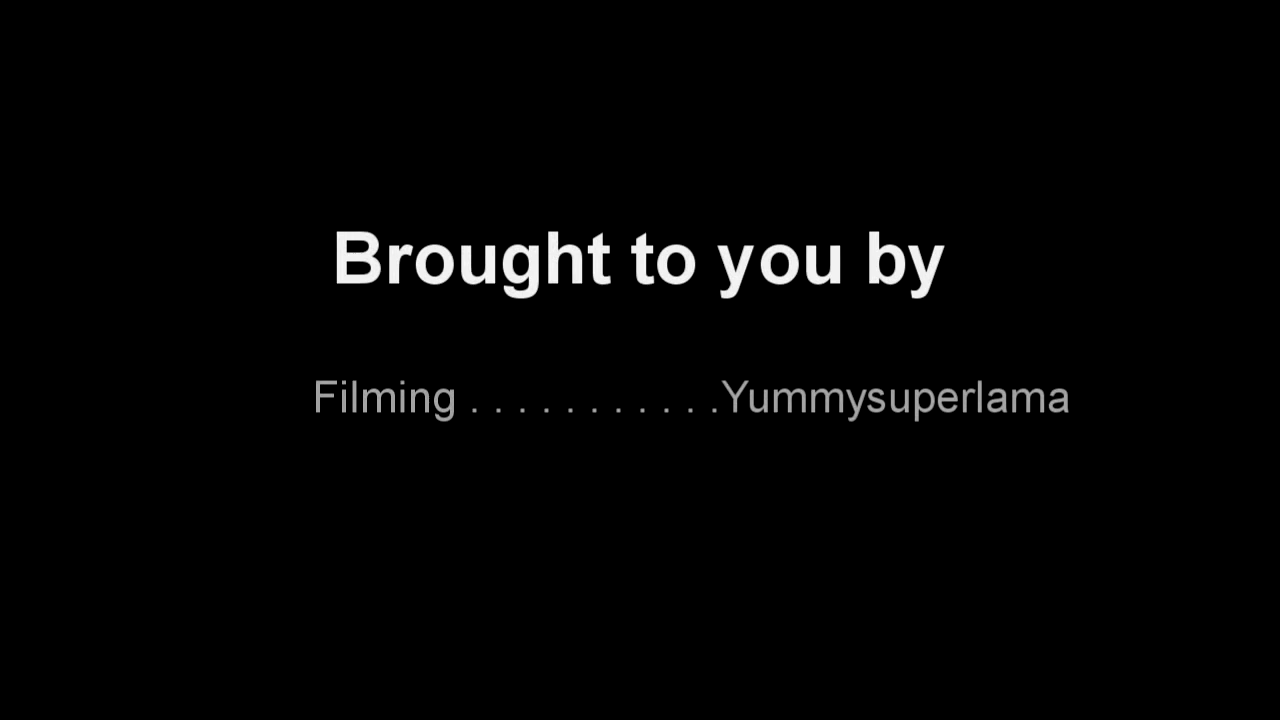 Brought to you by
Filming . . . . . . . . . . .Yummysuperlama